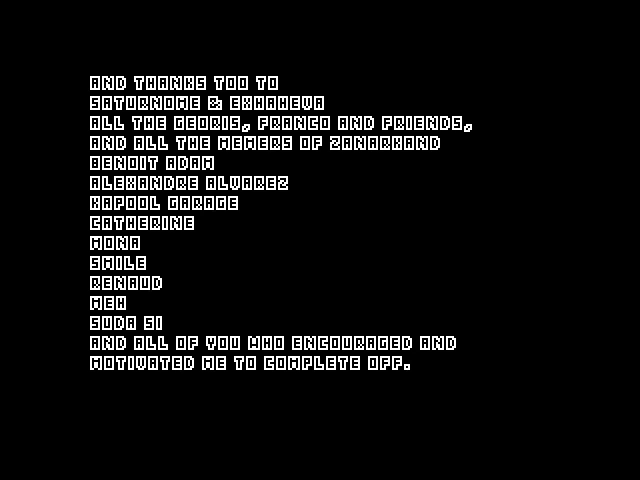 AND THANKS TOO TO
SATURNOME & EXHAHEVA
ALL THE GEORIS, FRANCO AND FRIENDS,
AND ALL THE MEMERS OF ZANARKAND
BENOIT ADAM
ALEXANDRE ALVAREZ
KAPOOL GARAGE
CATHERINE
MONA
SMILE
RENAUD
MEH
SUDA 51
AND ALL OF YOU WHO ENCOURAGED AND
MOTIVATED ME TO COMPLETE OFF.